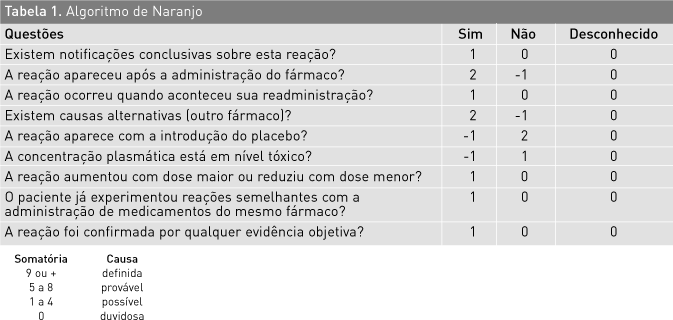 Tabela 1. Algoritmo de Naranjo
Questões Sim Não Desconhecido
Existem notificações conclusivas sobre esta reação? 1 0 0
A reação apareceu após a administração do fármaco? 2 -1 0
A reação ocorreu quando aconteceu sua readministração? 1 0 0
Existem causas alternativas (outro fármaco)? 2 -1 0
A reação aparece com a introdução do placebo? -1 2 0
A concentração plasmática está em nível tóxico? -1 1 0
A reação aumentou com dose maior ou reduziu com dose menor? 1 0 0
O paciente já experimentou reações semelhantes com a
administração de medicamentos do mesmo fármaco? 1 0 0
A reação foi confirmada por qualquer evidência objetiva? 1 0 0
Somatória Causa
9 ou + definida
5 a 8 provável
1 a 4 possível
0 duvidosa